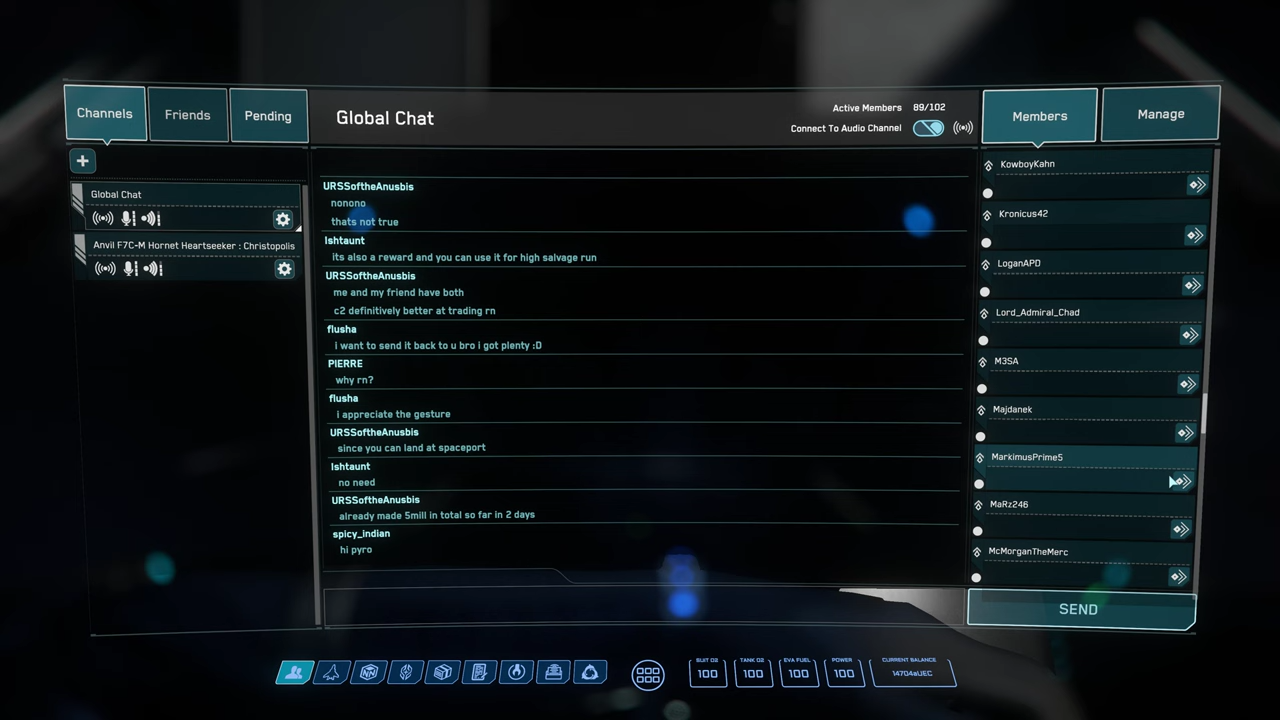 Channels
Friends
Pending
Global Chat
Active Members 89/102
Connect To Audio Channel
Members
Manage
+
Global Chat
Anvil F7C-M Hornet Heartseeker : Christopolis
URSSoftheAnusbis
nonono
thats not true
Ishtaunt
its also a reward and you can use it for high salvage run
URSSoftheAnusbis
me and my friend have both
c2 definitively better at trading rn
flusha
i want to send it back to u bro i got plenty :D
PIERRE
why rn?
flusha
i appreciate the gesture
URSSoftheAnusbis
since you can land at spaceport
Ishtaunt
no need
URSSoftheAnusbis
already made 5mill in total so far in 2 days
spicy_indian
hi pyro
KowboyKahn
Kronicus42
LoganAPD
Lord_Admiral_Chad
M3SA
Majdanek
MarkimusPrime5
MaRz246
McMorganTheMerc
SEND
SUIT O2
100
TANK O2
100
EVA FUEL
100
POWER
100
CURRENT BALANCE
14704aUEC